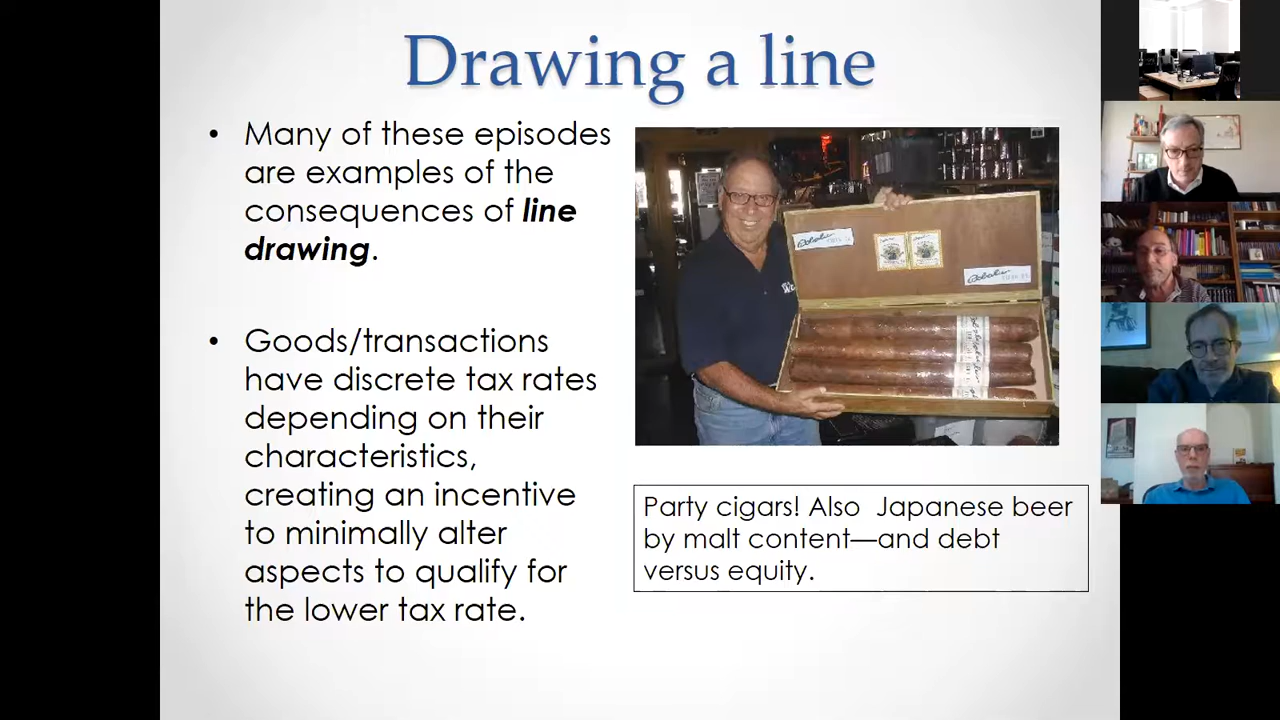 Drawing a line
• Many of these episodes
are examples of the
consequences of line
drawing.
• Goods/transactions
have discrete tax rates
depending on their
characteristics,
creating an incentive
to minimally alter
aspects to qualify for
the lower tax rate.
Party cigars! Also  Japanese beer
by malt content—and debt
versus equity.